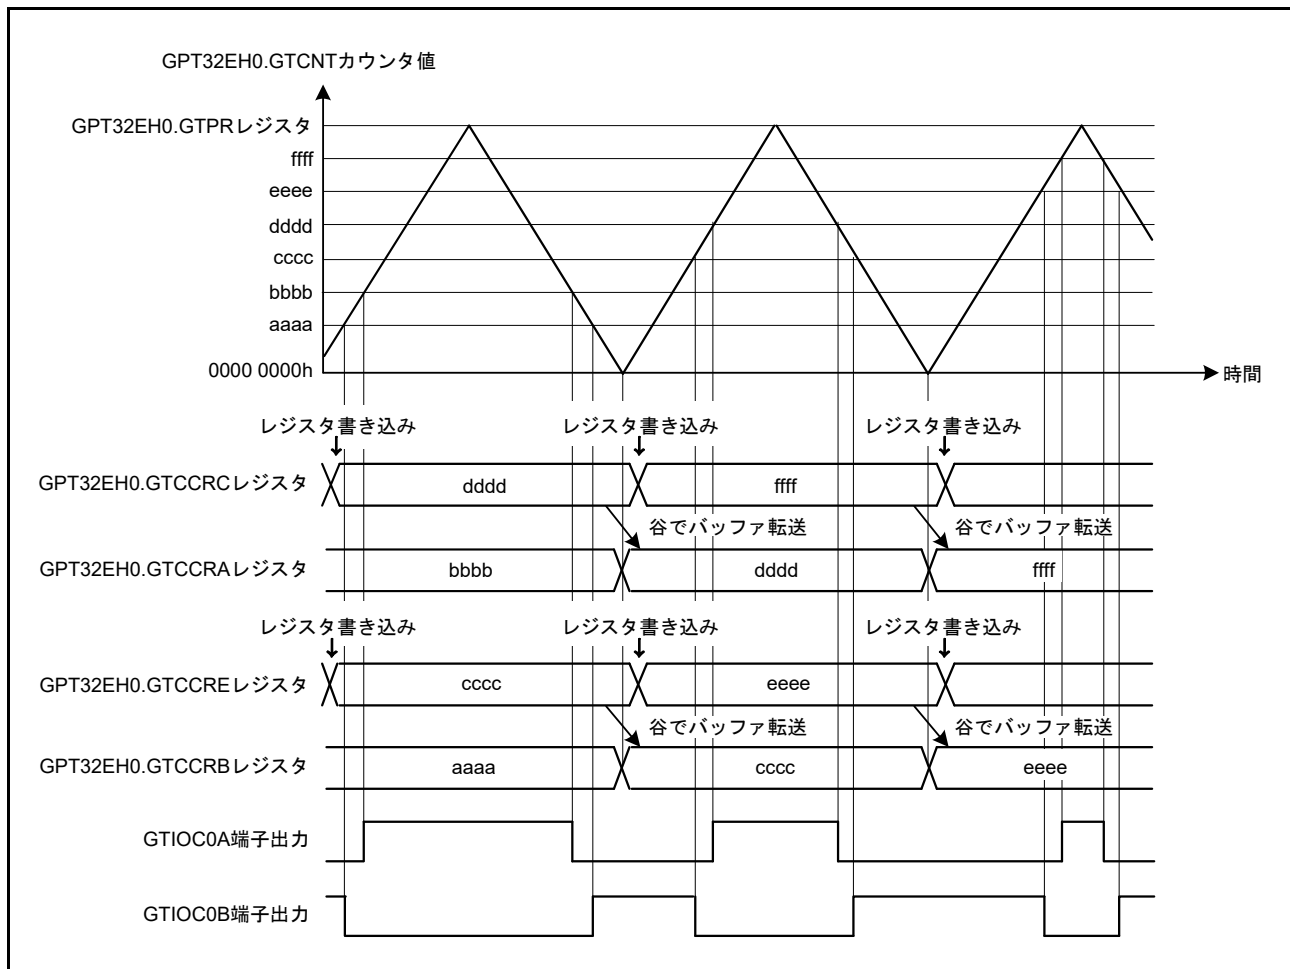 GPT32EH0.GTCNTカウンタ値
GPT32EH0.GTPRレジスタ
ffff
eeee
dddd
cccc
bbbb
aaaa
0000 0000h
時間
レジスタ書き込み レジスタ書き込み レジスタ書き込み
GPT32EH0.GTCCRCレジスタ dddd ffff
谷でバッファ転送 谷でバッファ転送
GPT32EH0.GTCCRAレジスタ bbbb dddd ffff
レジスタ書き込み レジスタ書き込み レジスタ書き込み
GPT32EH0.GTCCREレジスタ cccc eeee
谷でバッファ転送 谷でバッファ転送
GPT32EH0.GTCCRBレジスタ aaaa cccc eeee
GTIOC0A端子出力
GTIOC0B端子出力